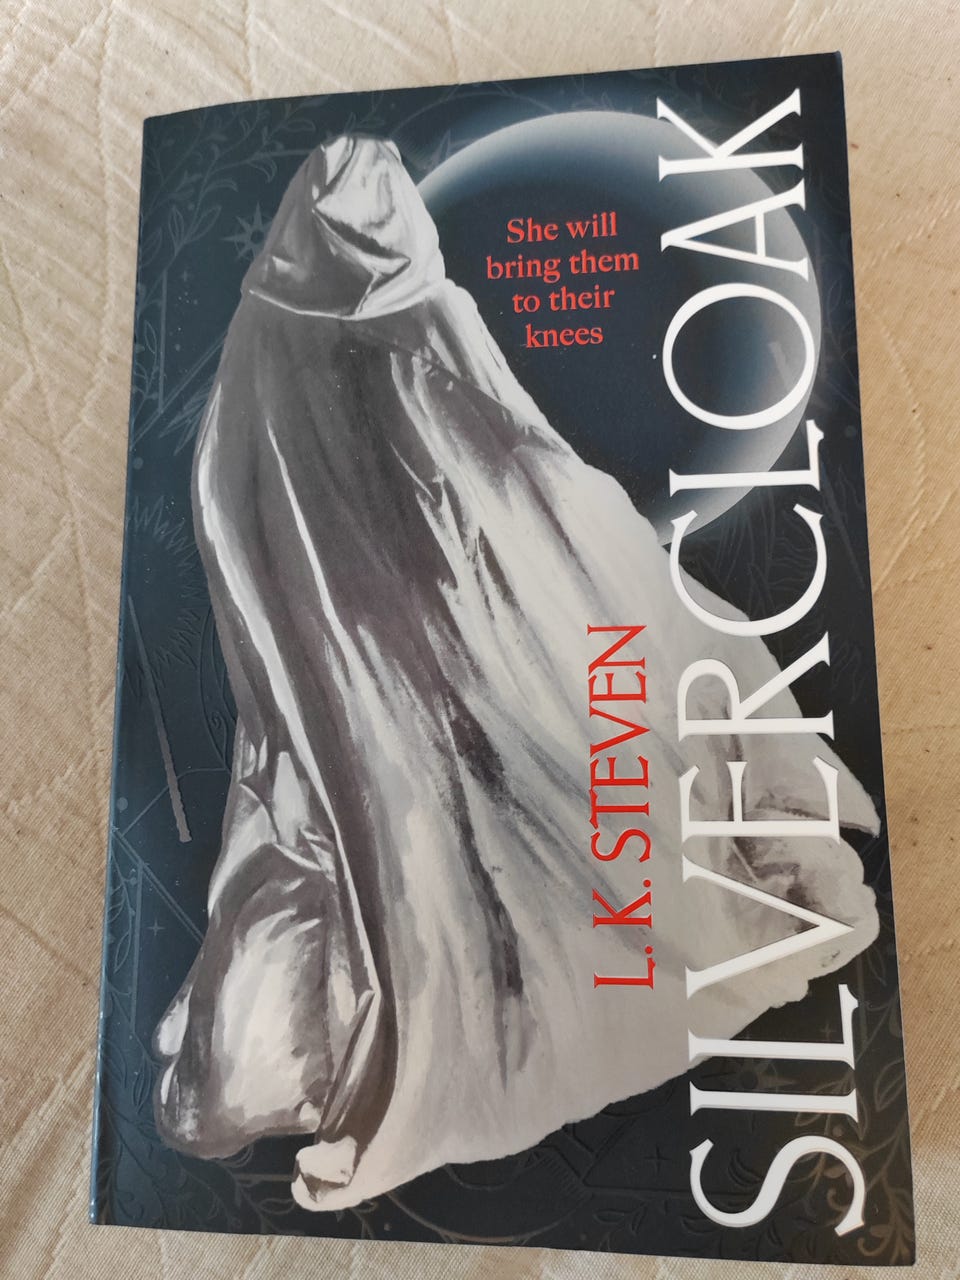 She will
bring them
to their
knees
L. K. STEVEN
SILVERCLOAK